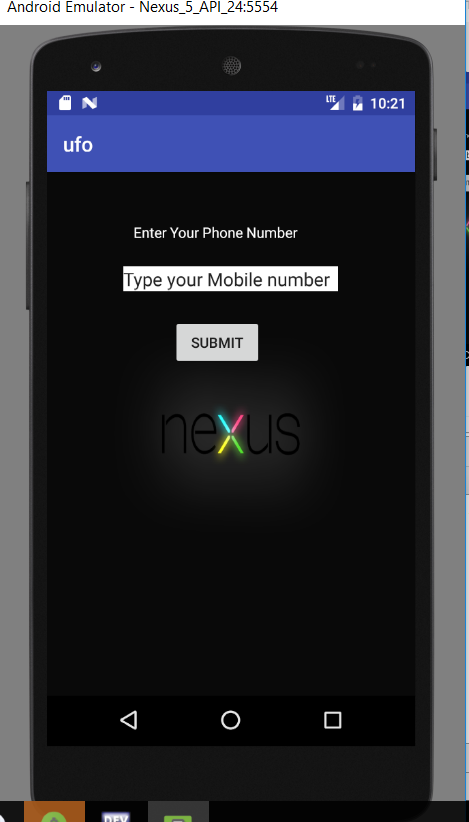 Android Emulator - Nexus_5_API_24:5554
LTE 10:21
ufo
Enter Your Phone Number
Type your Mobile number
SUBMIT
nexus
DEV